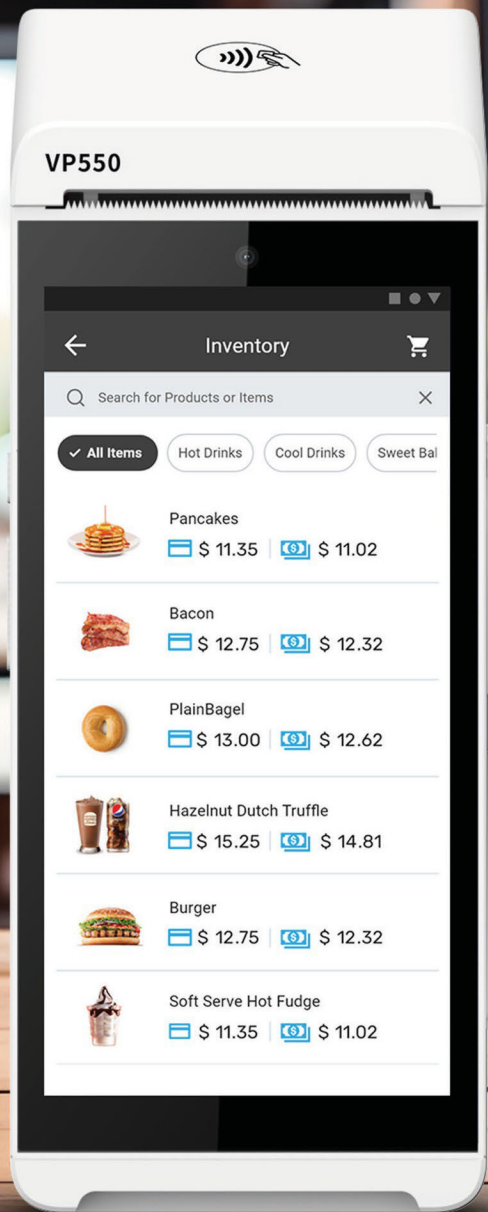 VP550
Inventory
Search for Products or Items
All Items
Hot Drinks
Cool Drinks
Sweet Bal
Pancakes
$ 11.35 $ 11.02
Bacon
$ 12.75 $ 12.32
PlainBagel
$ 13.00 $ 12.62
Hazelnut Dutch Truffle
$ 15.25 $ 14.81
Burger
$ 12.75 $ 12.32
Soft Serve Hot Fudge
$ 11.35 $ 11.02